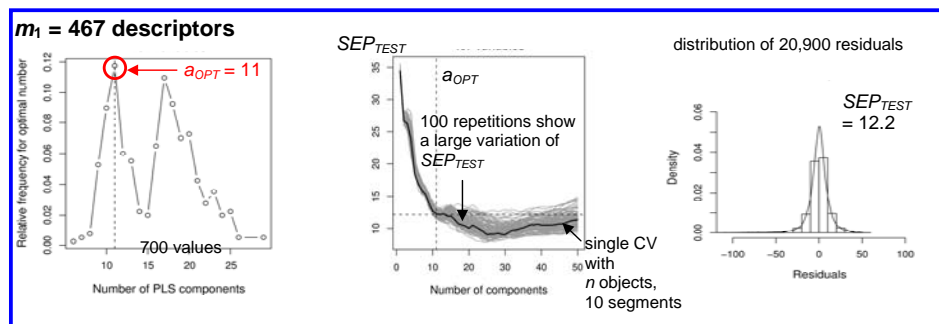 m₁ = 467 descriptors
0.12
0.10
0.08
0.06
0.04
0.02
0.00
Relative frequency for optimal number
aOPT = 11
700 values
10
15
20
25
Number of PLS components
SEPTEST
35
30
25
20
15
10
aOPT
100 repetitions show
a large variation of
SEPTEST
0
10
20
30
40
50
Number of components
single CV
with
n objects,
10 segments
distribution of 20,900 residuals
SEPTEST
= 12.2
Density
0.04
0.00
-100
-50
0
50
100
Residuals